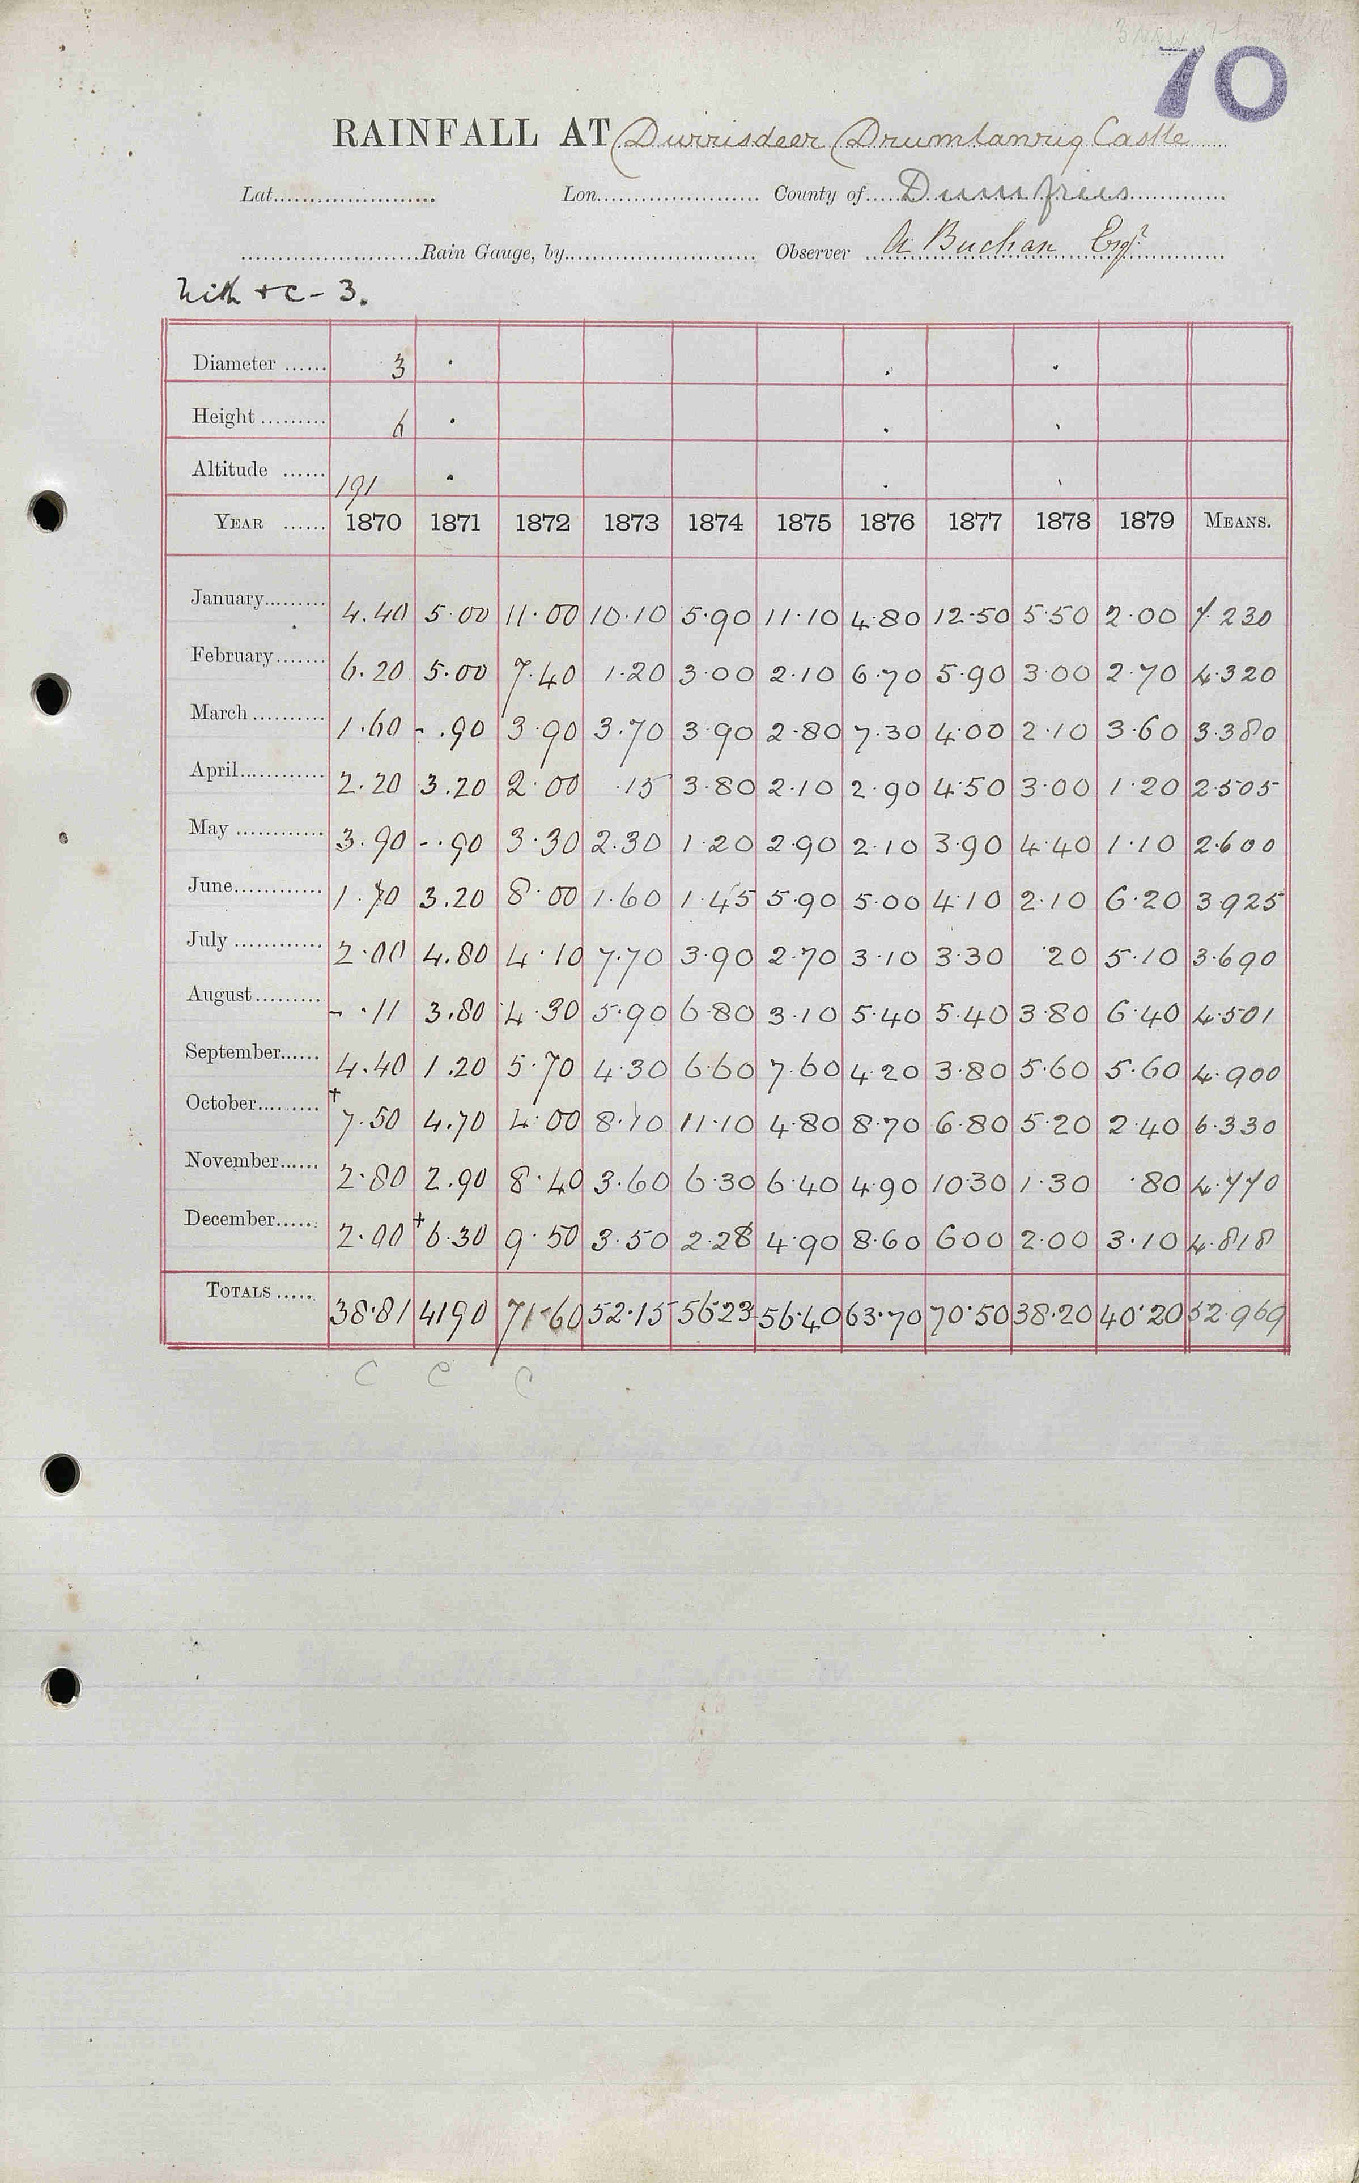 70
RAINFALL AT (Durrisdeer (Drumlanrig Castle
Lat. Lon. County of Dumfries
Rain Gauge, by Observer A Buchan Esqr
Nith + C - 3.
Diameter 3 . . .
Height 6 . . .
Altitude 191 . . .
YEAR 1870 1871 1872 1873 1874 1875 1876 1877 1878 1879 MEANS.
January 4.40 5.00 11.00 10.10 5.90 11.10 4.80 12.50 5.50 2.00 7.230
February 6.20 5.00 7.40 1.20 3.00 2.10 6.70 5.90 3.00 2.70 4.320
March 1.60 - .90 3.90 3.70 3.90 2.80 7.30 4.00 2.10 3.60 3.380
April 2.20 3.20 2.00 .15 3.80 2.10 2.90 4.50 3.00 1.20 2.505
May 3.90 - .90 3.30 2.30 1.20 2.90 2.10 3.90 4.40 1.10 2.600
June 1.70 3.20 8.00 1.60 1.45 5.90 5.00 4.10 2.10 6.20 3.925
July 2.00 4.80 4.10 7.70 3.90 2.70 3.10 3.30 .20 5.10 3.690
August - .11 3.80 4.30 5.90 6.80 3.10 5.40 5.40 3.80 6.40 4.501
September 4.40 1.20 5.70 4.30 6.60 7.60 4.20 3.80 5.60 5.60 4.900
October †7.50 4.70 4.00 8.10 11.10 4.80 8.70 6.80 5.20 2.40 6.330
November 2.80 2.90 8.40 3.60 6.30 6.40 4.90 10.30 1.30 .80 4.770
December 2.00 †6.30 9.50 3.50 2.28 4.90 8.60 6.00 2.00 3.10 4.818
TOTALS 38.81 41.90 71.60 52.15 56.23 56.40 63.70 70.50 38.20 40.20 52.969
C C C